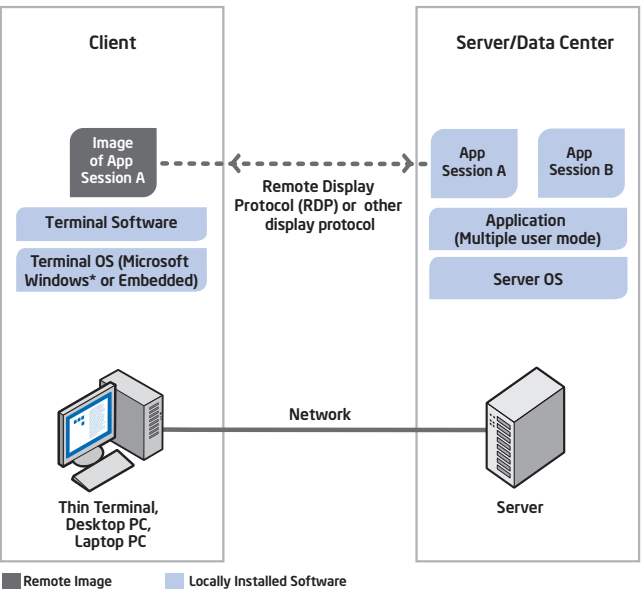 Client
Server/Data Center
Image
of App
Session A
App
Session A
App
Session B
Remote Display
Protocol (RDP) or other
display protocol
Terminal Software
Application
(Multiple user mode)
Terminal OS (Microsoft
Windows* or Embedded)
Server OS
Network
Thin Terminal,
Desktop PC,
Laptop PC
Server
Remote Image
Locally Installed Software